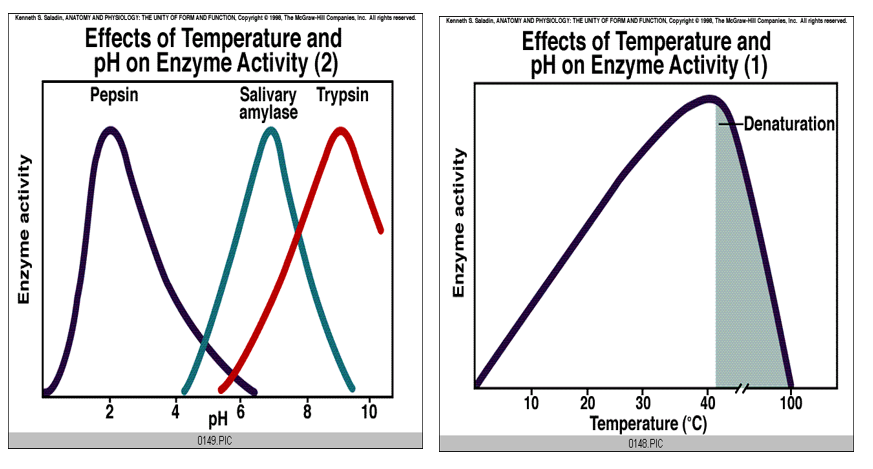 Kenneth S. Saladin, ANATOMY AND PHYSIOLOGY: THE UNITY OF FORM AND FUNCTION, Copyright © 1998, The McGraw-Hill Companies, Inc. All rights reserved.
Effects of Temperature and
pH on Enzyme Activity (2)
Pepsin
Salivary
amylase
Trypsin
Enzyme activity
2
4
6
8
10
pH
0149.PIC
Kenneth S. Saladin, ANATOMY AND PHYSIOLOGY: THE UNITY OF FORM AND FUNCTION, Copyright © 1998, The McGraw-Hill Companies, Inc. All rights reserved.
Effects of Temperature and
pH on Enzyme Activity (1)
Denaturation
Enzyme activity
10
20
30
40
100
Temperature (°C)
0148.PIC